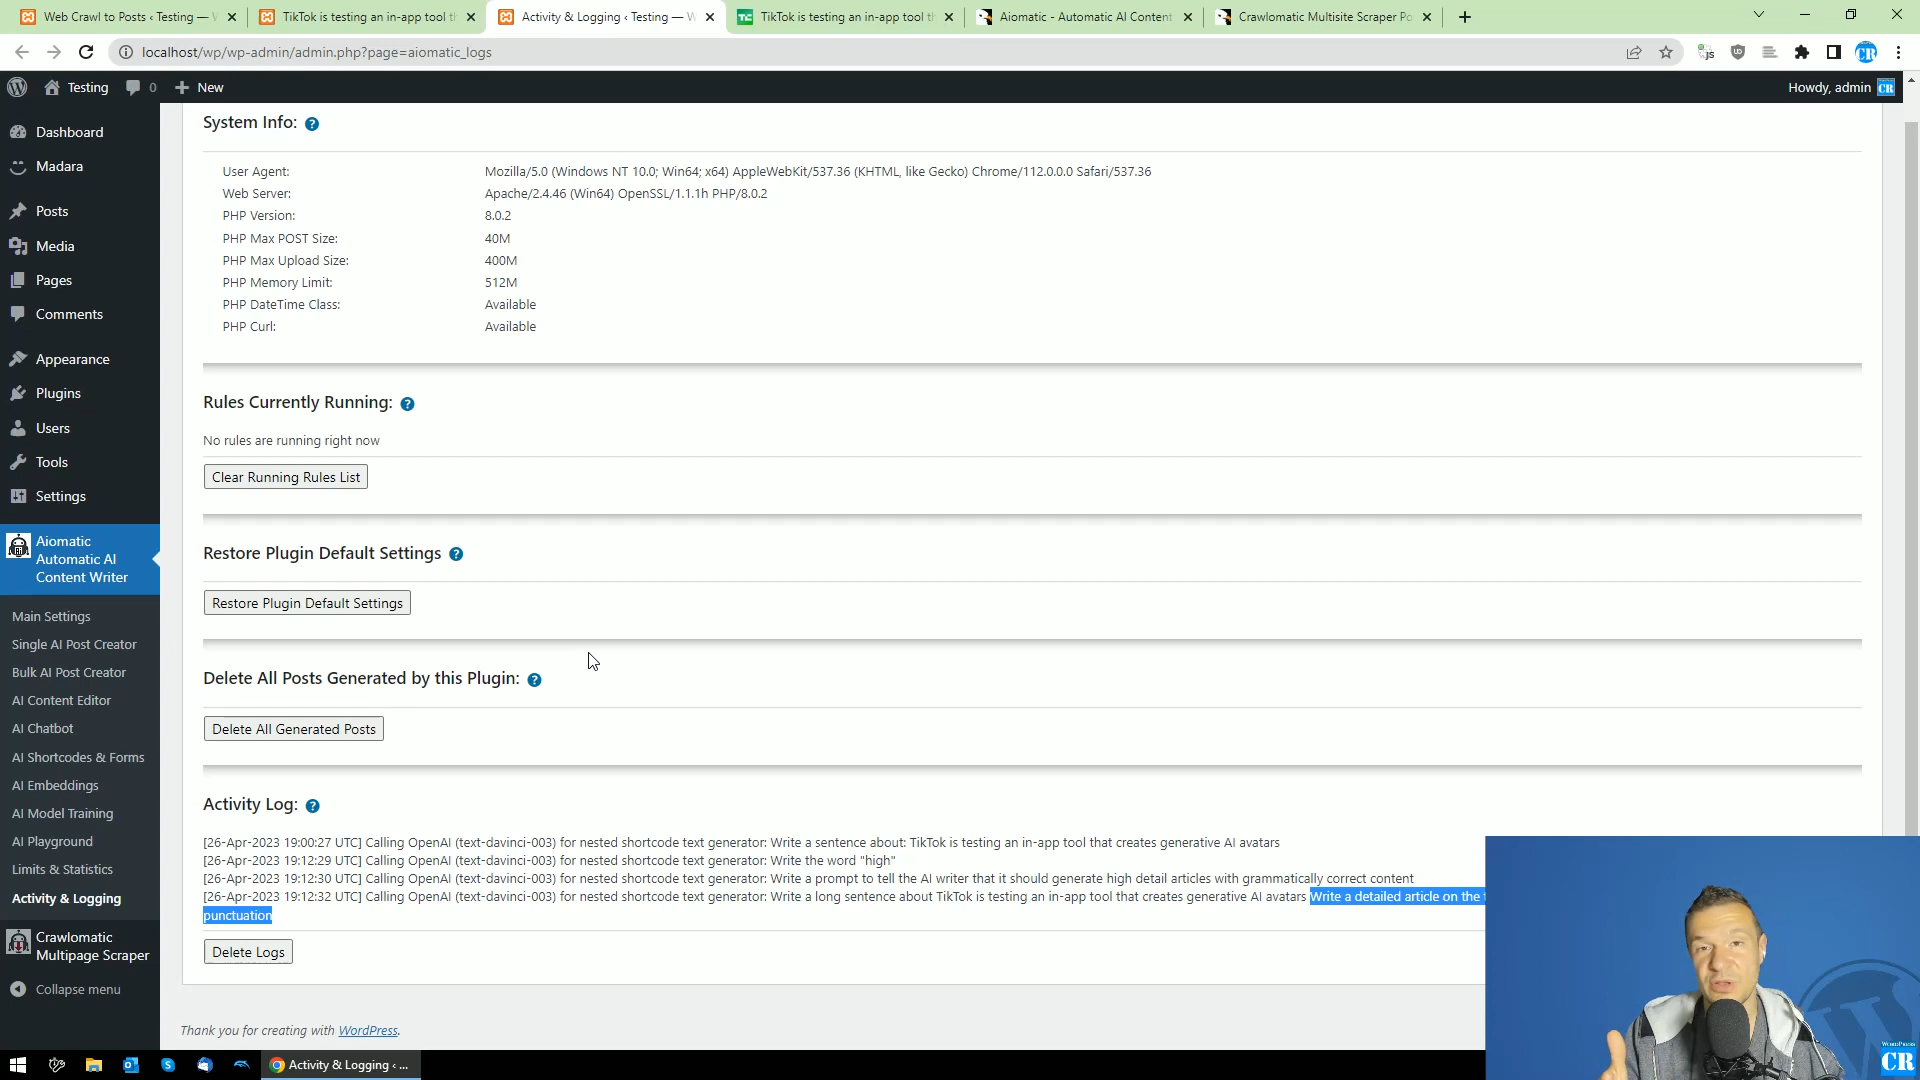 Web Crawl to Posts ‹ Testing —
TikTok is testing an in-app tool t
Activity & Logging ‹ Testing — W
TikTok is testing an in-app tool th
Aiomatic - Automatic AI Content
Crawlomatic Multisite Scraper Po
localhost/wp/wp-admin/admin.php?page=aiomatic_logs
Testing
0
New
Howdy, admin
Dashboard
Madara
Posts
Media
Pages
Comments
Appearance
Plugins
Users
Tools
Settings
Aiomatic
Automatic AI
Content Writer
Main Settings
Single AI Post Creator
Bulk AI Post Creator
AI Content Editor
AI Chatbot
AI Shortcodes & Forms
AI Embeddings
AI Model Training
AI Playground
Limits & Statistics
Activity & Logging
Crawlomatic
Multipage Scraper
Collapse menu
System Info:
User Agent: Mozilla/5.0 (Windows NT 10.0; Win64; x64) AppleWebKit/537.36 (KHTML, like Gecko) Chrome/112.0.0.0 Safari/537.36
Web Server: Apache/2.4.46 (Win64) OpenSSL/1.1.1h PHP/8.0.2
PHP Version: 8.0.2
PHP Max POST Size: 40M
PHP Max Upload Size: 400M
PHP Memory Limit: 512M
PHP DateTime Class: Available
PHP Curl: Available
Rules Currently Running:
No rules are running right now
Clear Running Rules List
Restore Plugin Default Settings
Restore Plugin Default Settings
Delete All Posts Generated by this Plugin:
Delete All Generated Posts
Activity Log:
[26-Apr-2023 19:00:27 UTC] Calling OpenAI (text-davinci-003) for nested shortcode text generator: Write a sentence about: TikTok is testing an in-app tool that creates generative AI avatars
[26-Apr-2023 19:12:29 UTC] Calling OpenAI (text-davinci-003) for nested shortcode text generator: Write the word "high"
[26-Apr-2023 19:12:30 UTC] Calling OpenAI (text-davinci-003) for nested shortcode text generator: Write a prompt to tell the AI writer that it should generate high detail articles with grammatically correct content
[26-Apr-2023 19:12:32 UTC] Calling OpenAI (text-davinci-003) for nested shortcode text generator: Write a long sentence about TikTok is testing an in-app tool that creates generative AI avatars Write a detailed article on the
punctuation
Delete Logs
Thank you for creating with WordPress.
Activity & Logging ‹ ...
WORDPRESS
CR